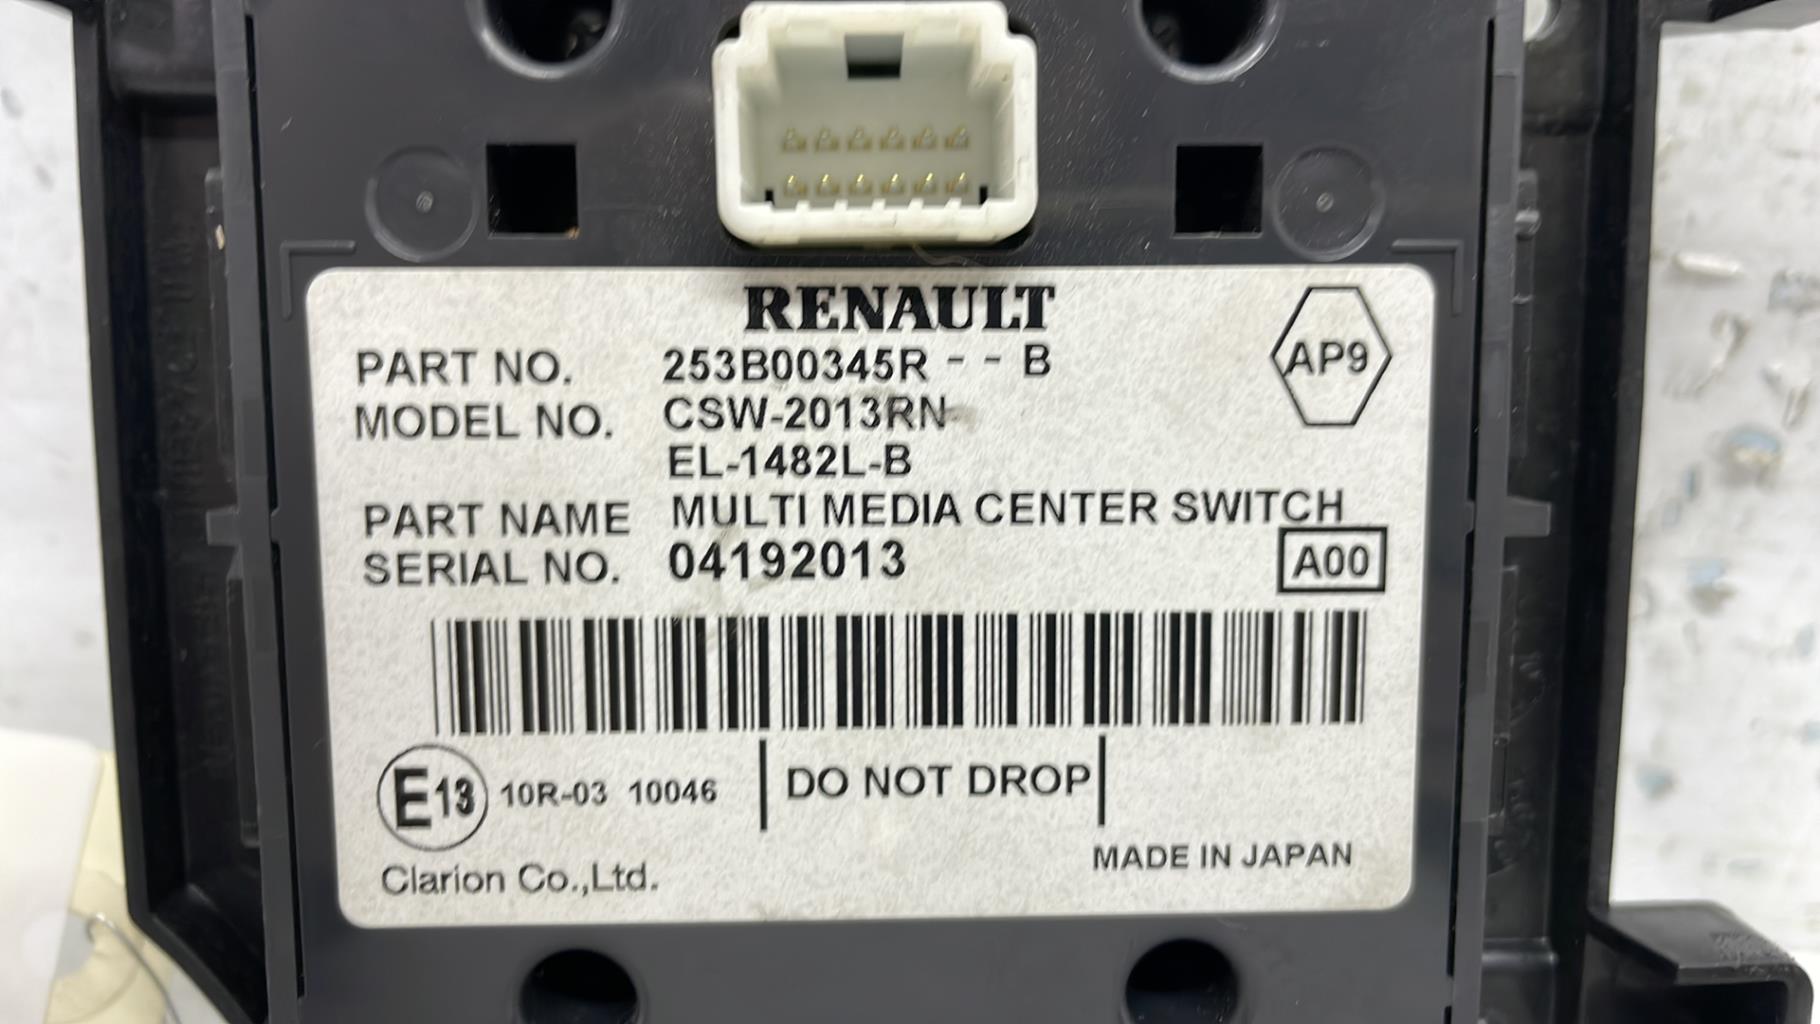 RENAULT
PART NO. 253B00345R - - B
AP9
MODEL NO. CSW-2013RN
EL-1482L-B
PART NAME MULTI MEDIA CENTER SWITCH
SERIAL NO. 04192013
A00
E13 10R-03 10046 DO NOT DROP
MADE IN JAPAN
Clarion Co.,Ltd.